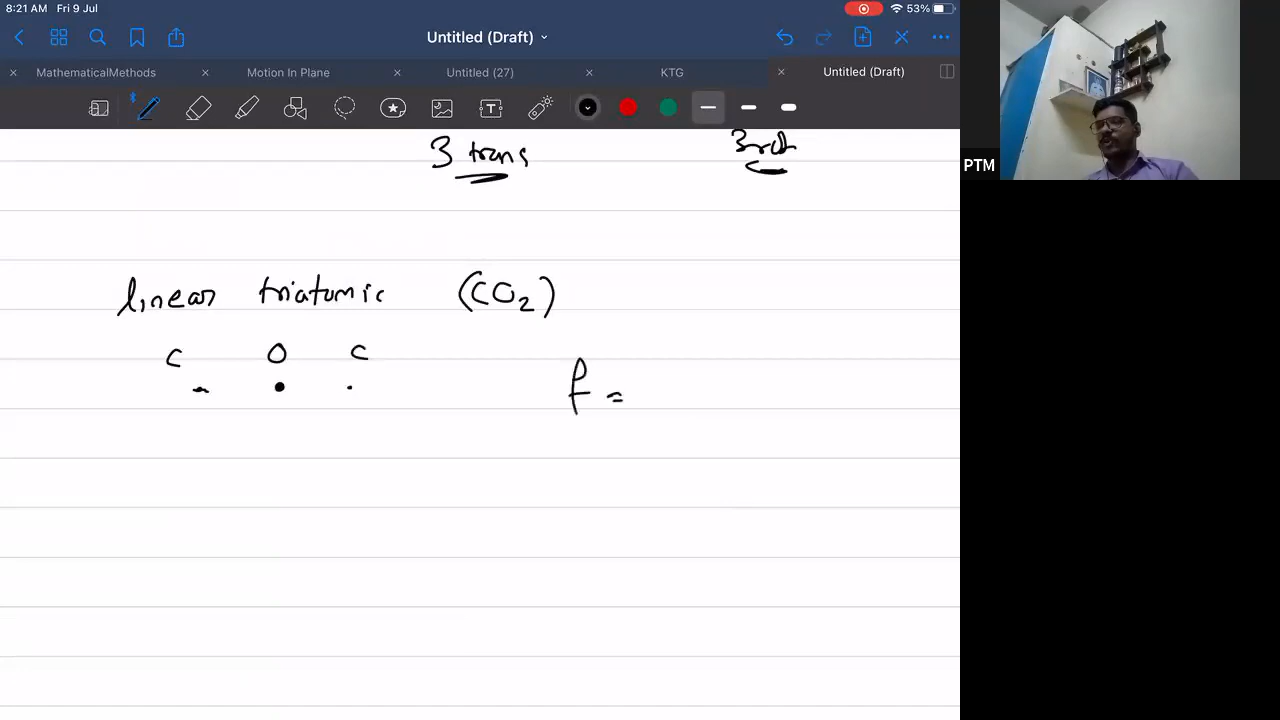 8:21 AM Fri 9 Jul
53%
Untitled (Draft)
MathematicalMethods
Motion In Plane
Untitled (27)
KTG
Untitled (Draft)
3 trans
3 rot
PTM
linear triatomic (CO2)
C O C
f =